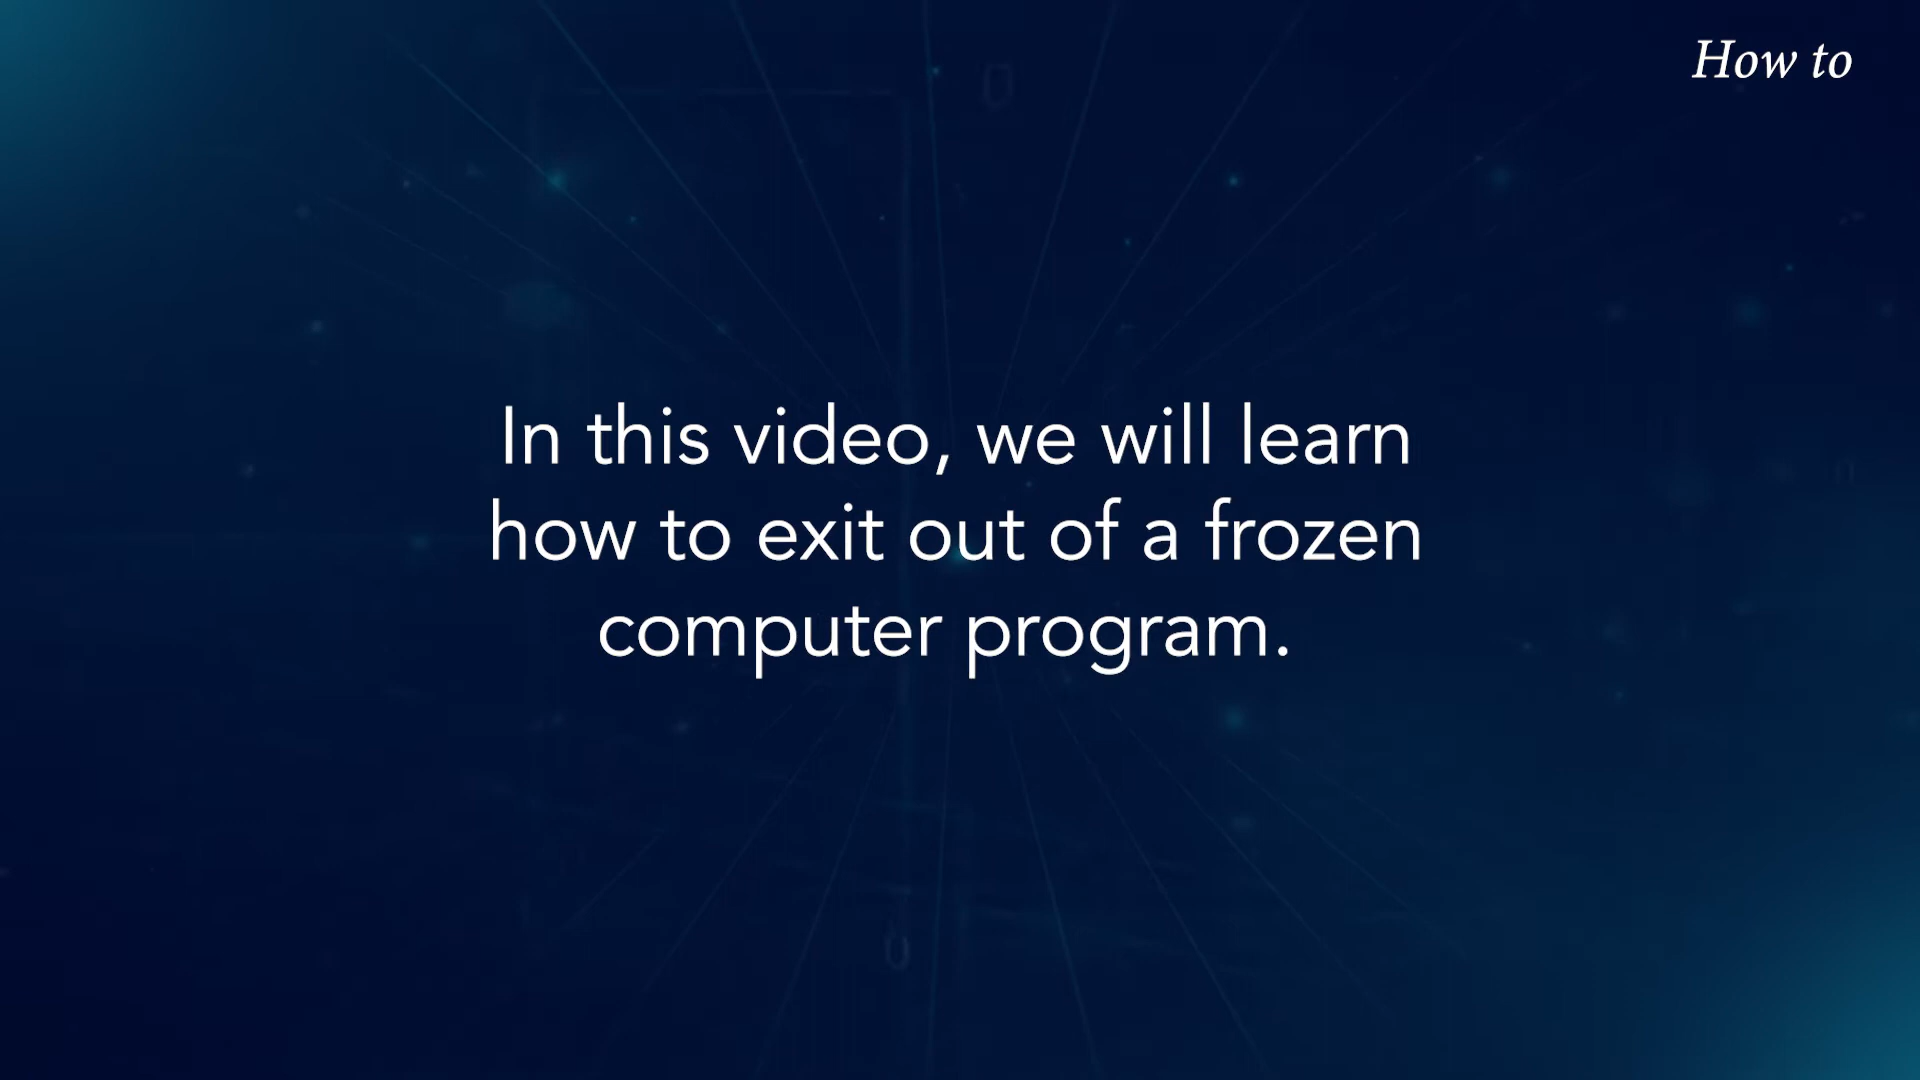 How to
In this video, we will learn
how to exit out of a frozen
computer program.